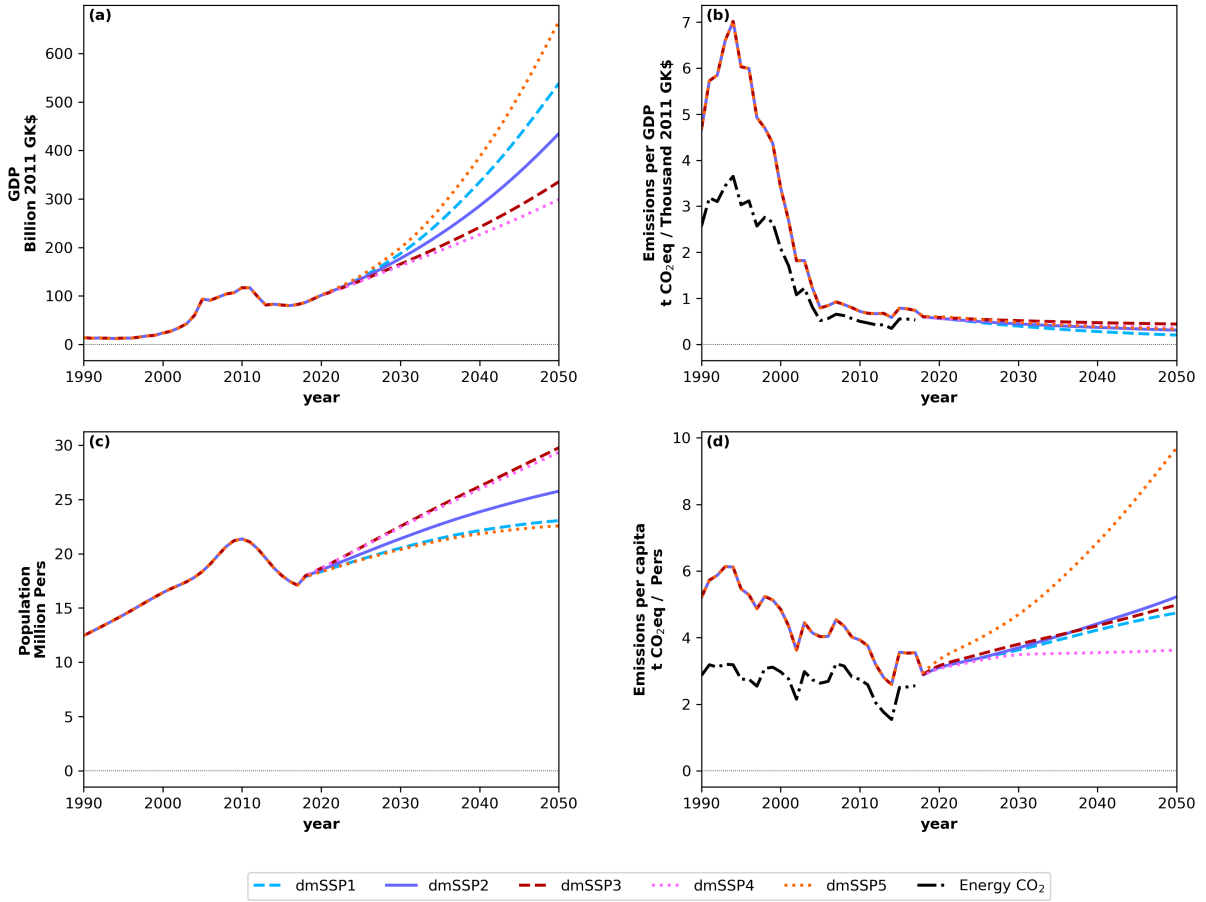 (a)
GDP
Billion 2011 GK$
600
500
400
300
200
100
0
1990 2000 2010 2020 2030 2040 2050
year
(b)
Emissions per GDP
t CO₂eq / Thousand 2011 GK$
7
6
5
4
3
2
1
0
1990 2000 2010 2020 2030 2040 2050
year
(c)
Population
Million Pers
30
25
20
15
10
5
0
1990 2000 2010 2020 2030 2040 2050
year
(d)
Emissions per capita
t CO₂eq / Pers
10
8
6
4
2
0
1990 2000 2010 2020 2030 2040 2050
year
dmSSP1 dmSSP2 dmSSP3 dmSSP4 dmSSP5 Energy CO₂